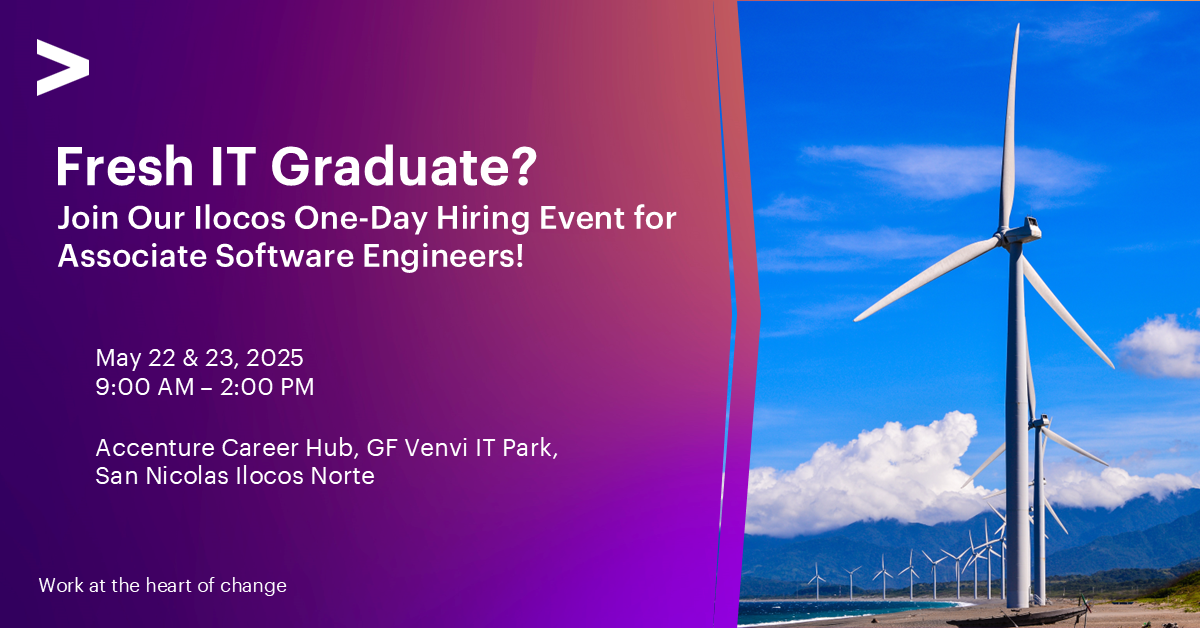 Fresh IT Graduate?
Join Our Ilocos One-Day Hiring Event for
Associate Software Engineers!
May 22 & 23, 2025
9:00 AM – 2:00 PM
Accenture Career Hub, GF Venvi IT Park,
San Nicolas Ilocos Norte
Work at the heart of change